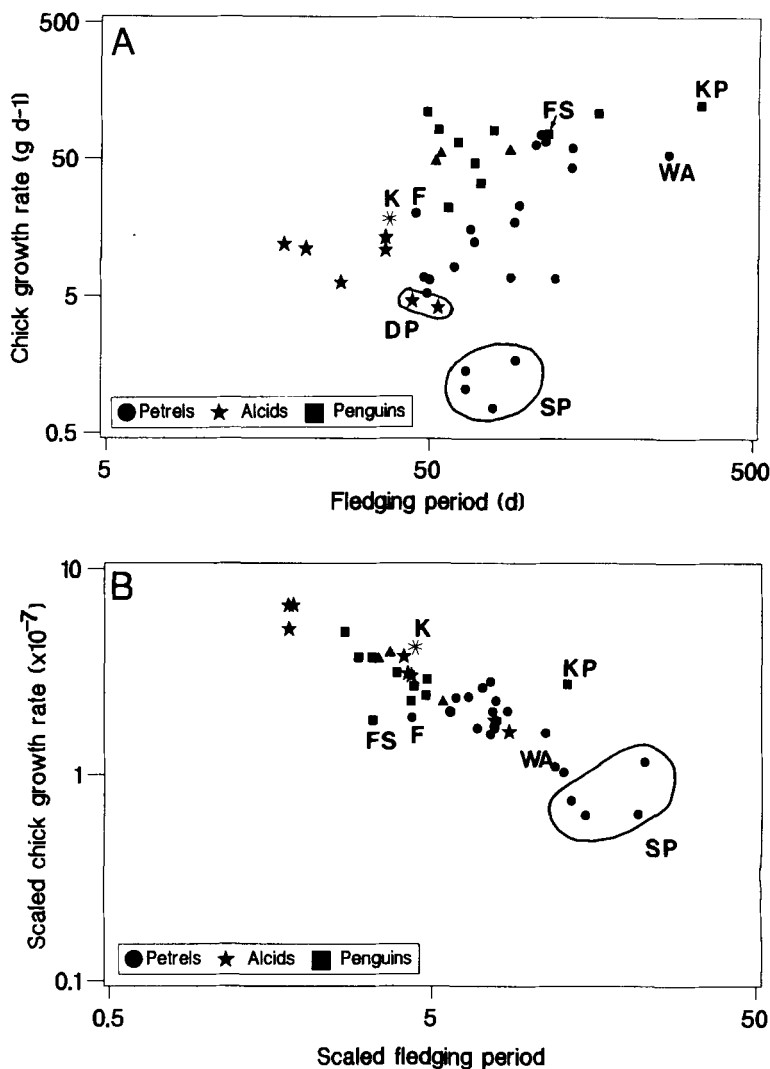 A
500
50
5
0.5
Chick growth rate (g d-1)
KP
FS
WA
K
F
DP
SP
Petrels Alcids Penguins
5
50
500
Fledging period (d)
B
10
1
0.1
Scaled chick growth rate (x10-7)
K
KP
FS
F
WA
SP
Petrels Alcids Penguins
0.5
5
50
Scaled fledging period